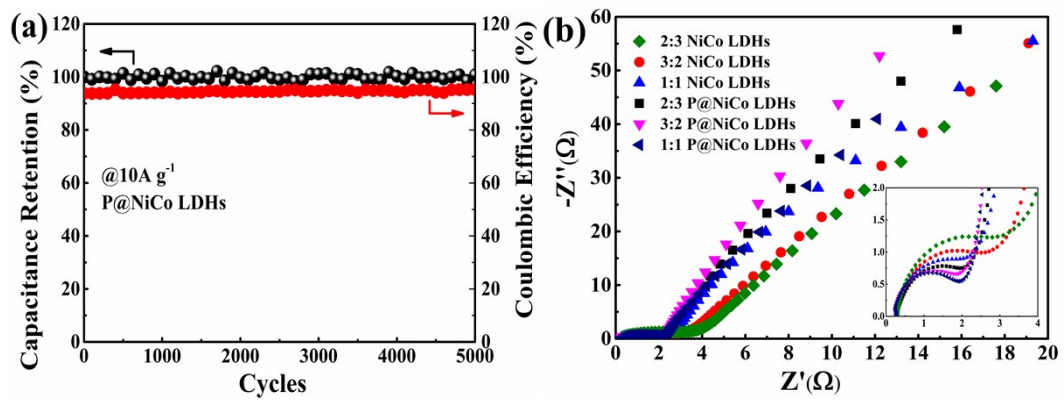 (a)
120
100
80
60
40
20
0
Capacitance Retention (%)
@10A g⁻¹
P@NiCo LDHs
120
100
80
60
40
20
0
Coulombic Efficiency (%)
0 1000 2000 3000 4000 5000
Cycles
(b)
60
50
40
30
20
10
0
-Z''(Ω)
2:3 NiCo LDHs
3:2 NiCo LDHs
1:1 NiCo LDHs
2:3 P@NiCo LDHs
3:2 P@NiCo LDHs
1:1 P@NiCo LDHs
2.0
1.5
1.0
0.5
0.0
0 1 2 3 4
0 2 4 6 8 10 12 14 16 18 20
Z'(Ω)